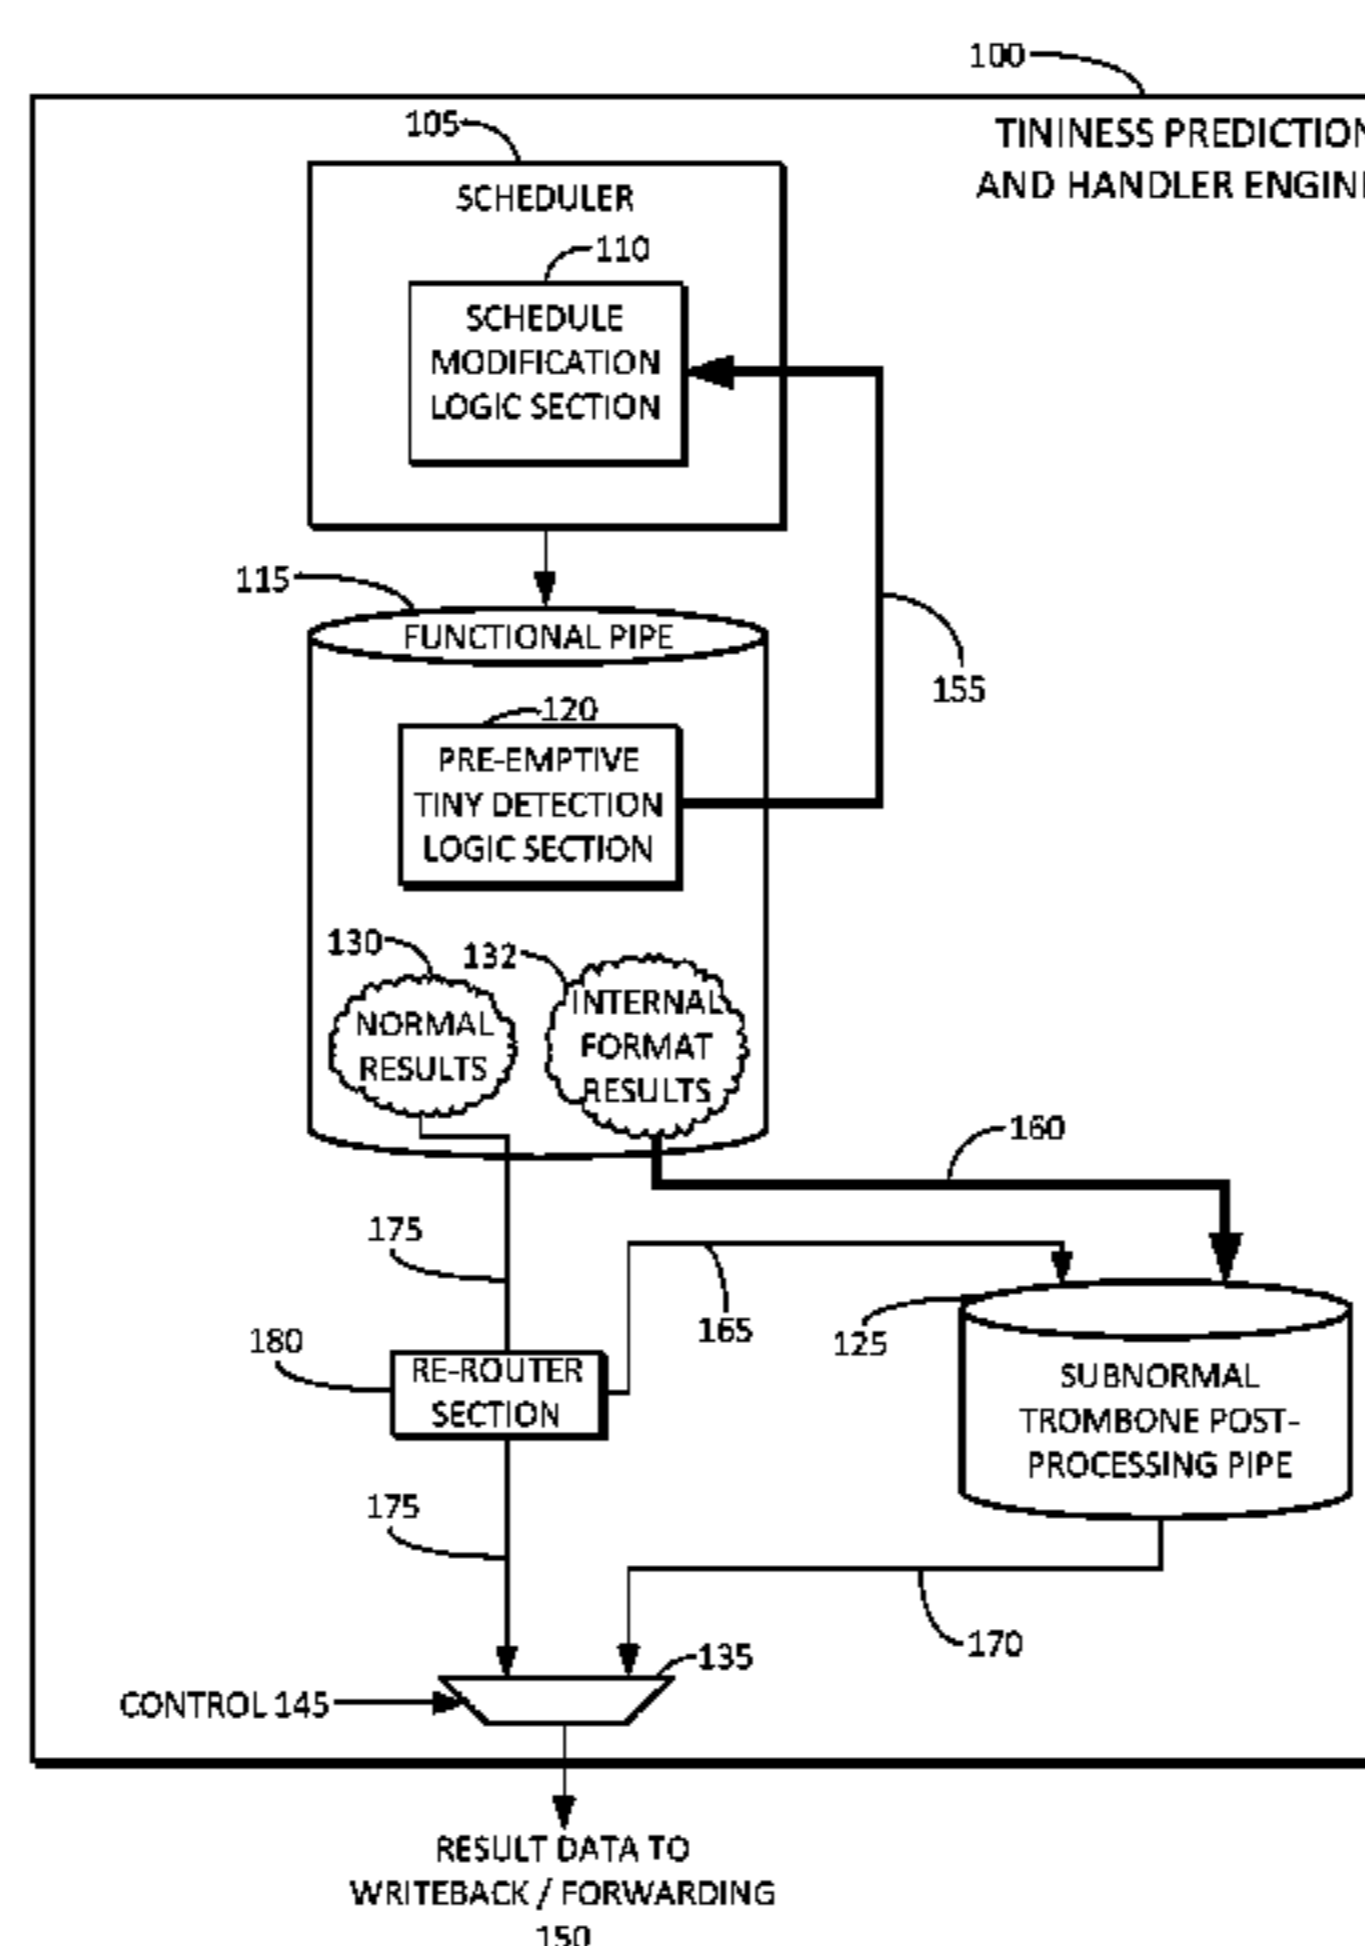 100
TININESS PREDICTION
AND HANDLER ENGINE
105
SCHEDULER
110
SCHEDULE
MODIFICATION
LOGIC SECTION
115
FUNCTIONAL PIPE
155
120
PRE-EMPTIVE
TINY DETECTION
LOGIC SECTION
130
132
NORMAL
RESULTS
INTERNAL
FORMAT
RESULTS
160
175
165
125
180
RE-ROUTER
SECTION
SUBNORMAL
TROMBONE POST-
PROCESSING PIPE
175
170
135
CONTROL 145
RESULT DATA TO
WRITEBACK / FORWARDING
150